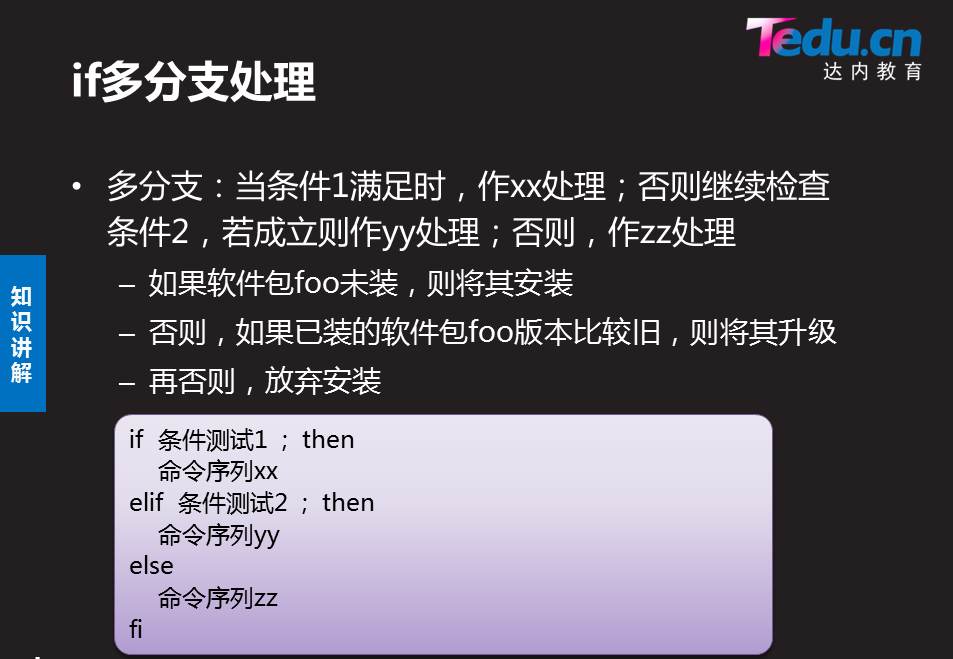 Tedu.cn
达内教育
if多分支处理
• 多分支：当条件1满足时，作xx处理；否则继续检查
条件2，若成立则作yy处理；否则，作zz处理
– 如果软件包foo未装，则将其安装
– 否则，如果已装的软件包foo版本比较旧，则将其升级
– 再否则，放弃安装
知识讲解
if 条件测试1 ; then
命令序列xx
elif 条件测试2 ; then
命令序列yy
else
命令序列zz
fi